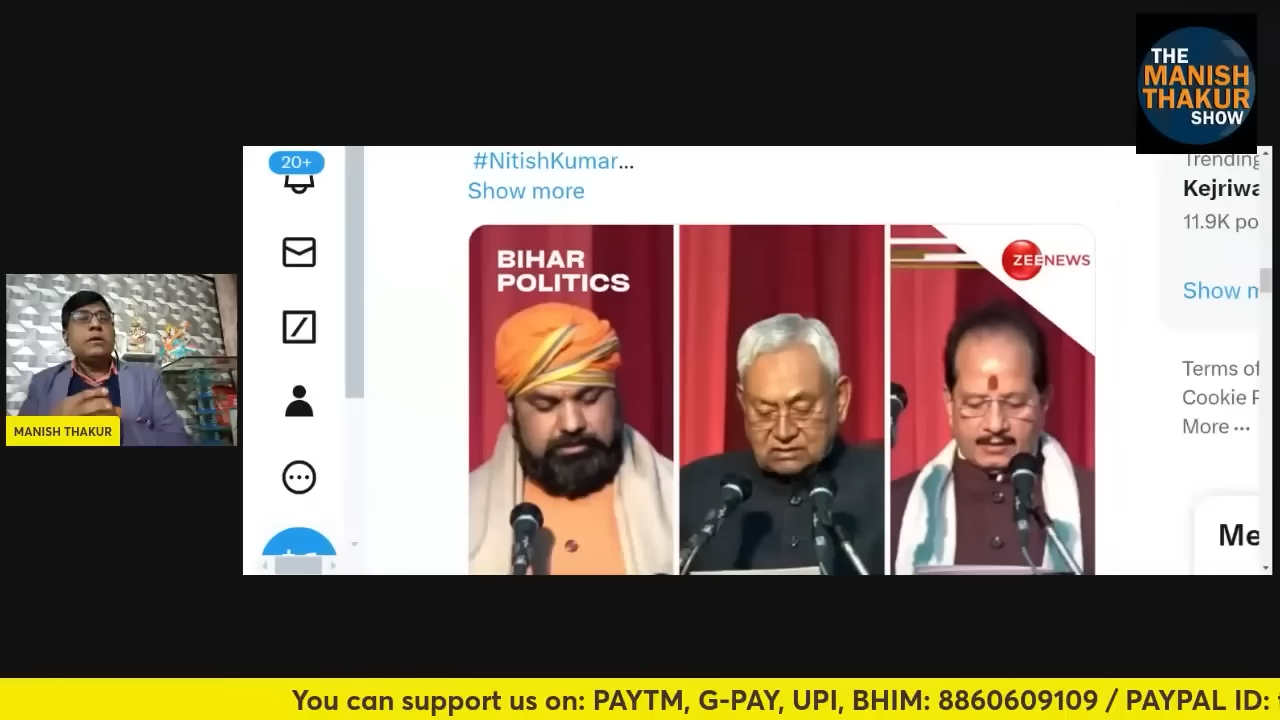 THE
MANISH
THAKUR
SHOW
20+
#NitishKumar...
Show more
BIHAR
POLITICS
ZEENEWS
Trending
Kejriwa
11.9K po
Show m
Terms of
Cookie P
More ···
Me
MANISH THAKUR
You can support us on: PAYTM, G-PAY, UPI, BHIM: 8860609109 / PAYPAL ID: